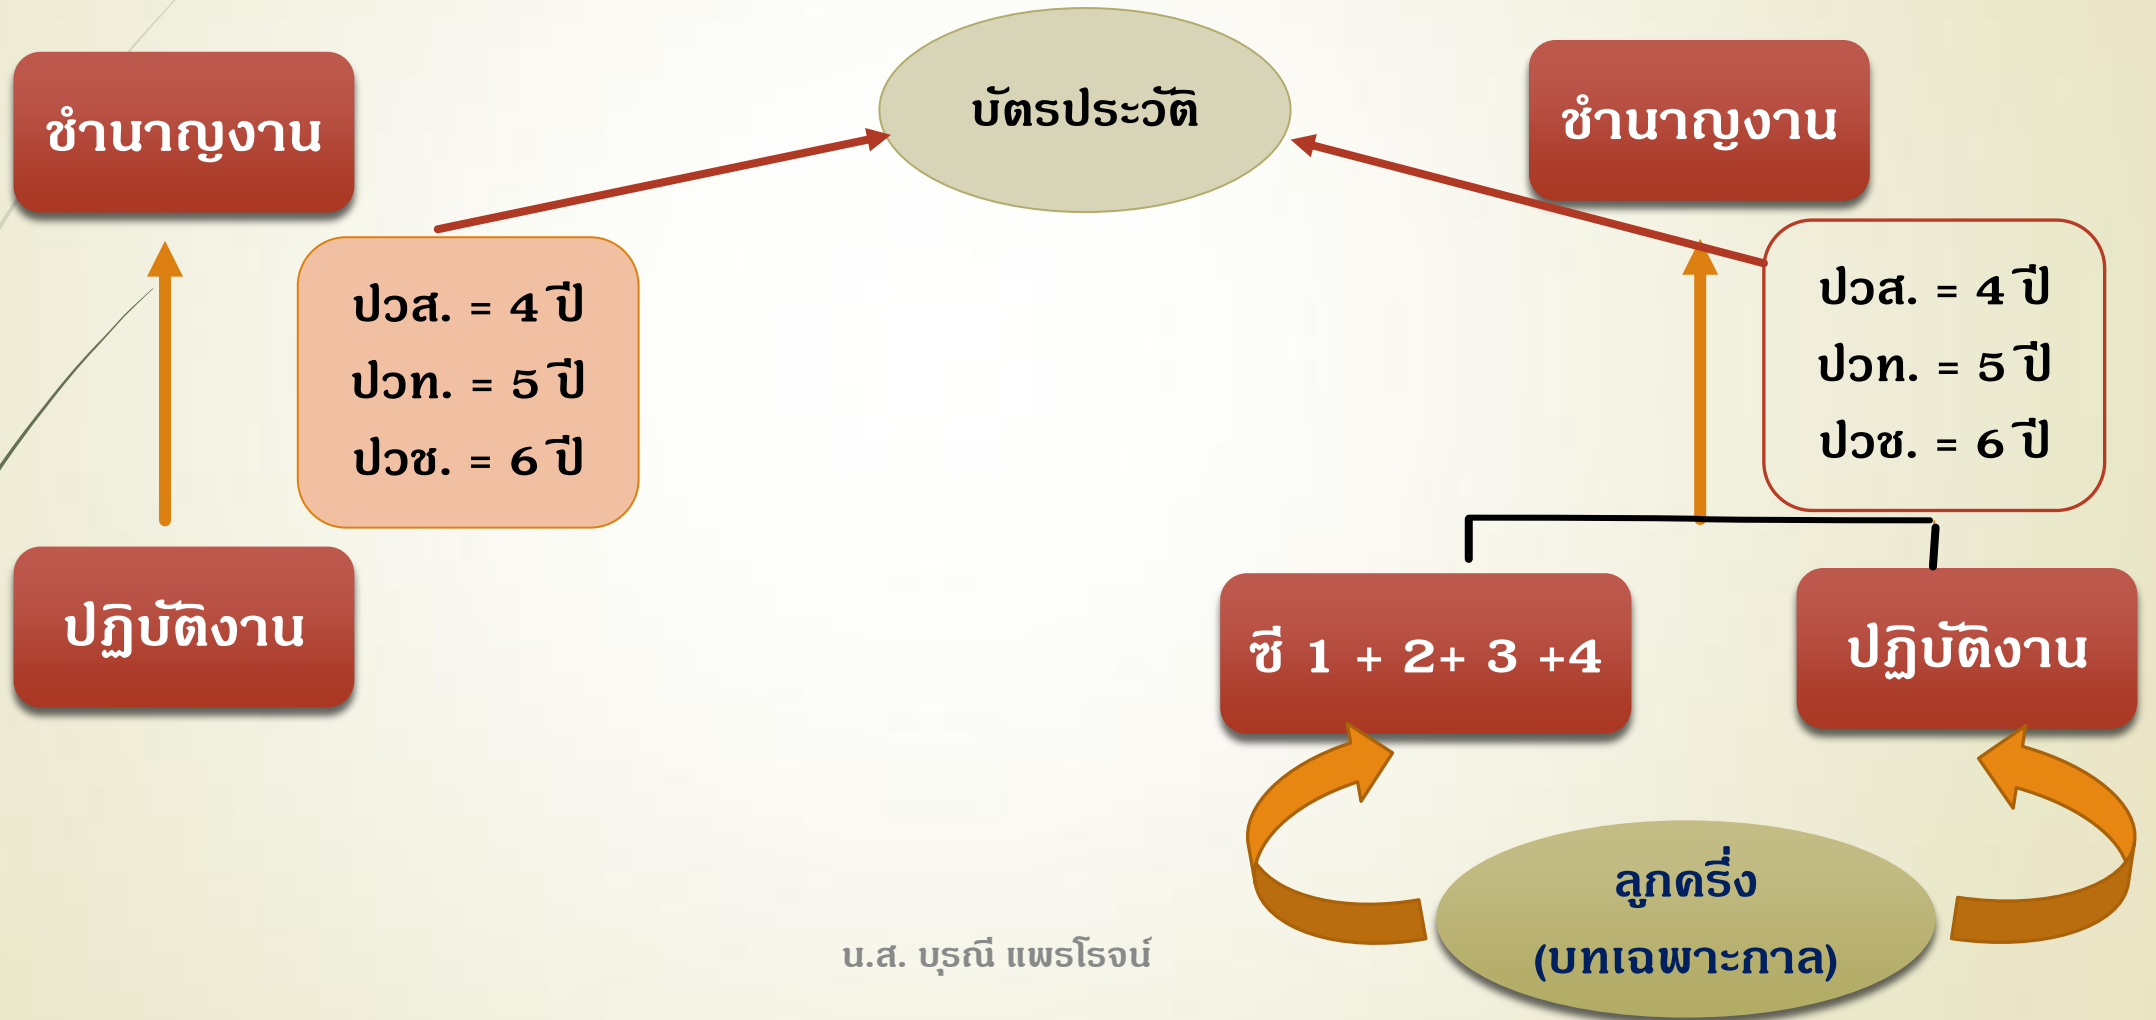 บัตรประวัติ
ชำนาญงาน
ชำนาญงาน
ปวส. = 4 ปี
ปวท. = 5 ปี
ปวช. = 6 ปี
ปวส. = 4 ปี
ปวท. = 5 ปี
ปวช. = 6 ปี
ปฏิบัติงาน
ซี 1 + 2+ 3 +4
ปฏิบัติงาน
ลูกครึ่ง
(บทเฉพาะกาล)
น.ส. บุรณี แพรโรจน์